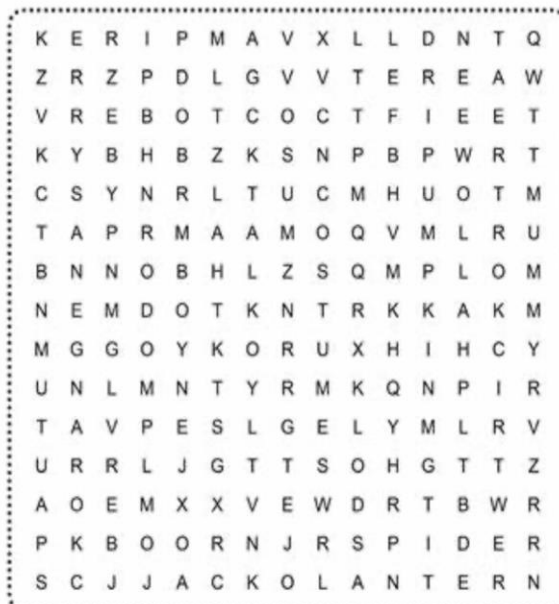 K E R I P M A V X L L D N T Q
Z R Z P D L G V V T E R E A W
V R E B O T C O C T F I E E T
K Y B H B Z K S N P B P W R T
C S Y N R L T U C M H U O T M
T A P R M A A M O Q V M L R U
B N N O B H L Z S Q M P L O M
N E M D O T K N T R K K A K M
M G G O Y K O R U X H I H C Y
U N L M N T Y R M K Q N P I R
T A V P E S L G E L Y M L R V
U R R L J G T T S O H G T T Z
A O E M X X V E W D R T B W R
P K B O O R N J R S P I D E R
S C J J A C K O L A N T E R N